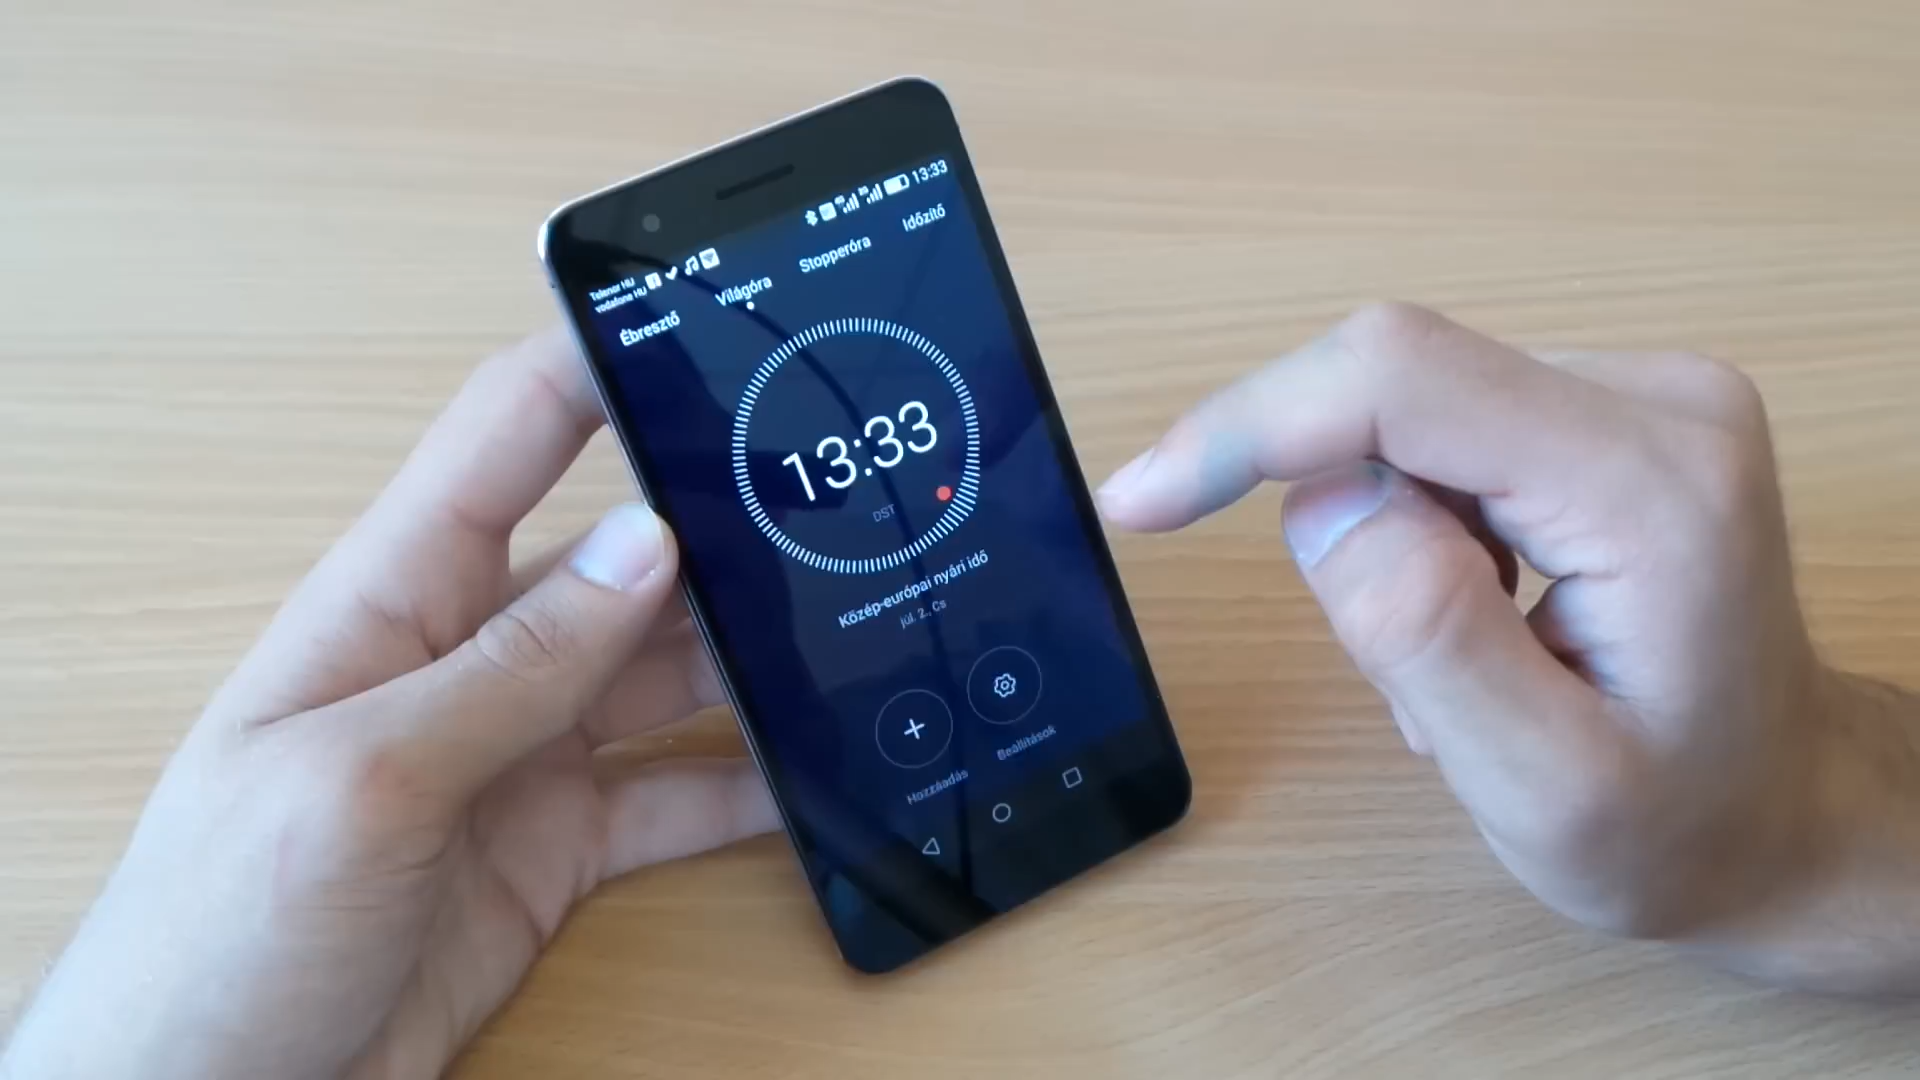 Telenor HU
vodafone HU
13:33
Ébresztő
Világóra
Stopperóra
Időzítő
13:33
DST
Közép-európai nyári idő
júl. 2., Cs
Hozzáadás
Beállítások